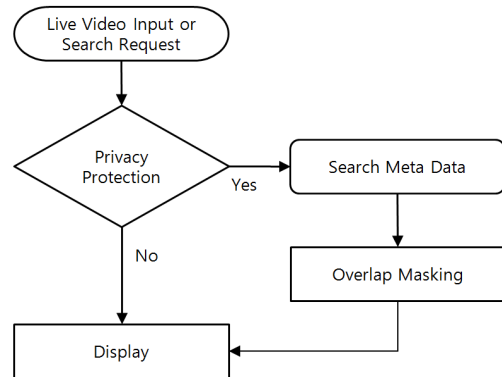 Live Video Input or
Search Request
Privacy
Protection
Yes
Search Meta Data
No
Overlap Masking
Display